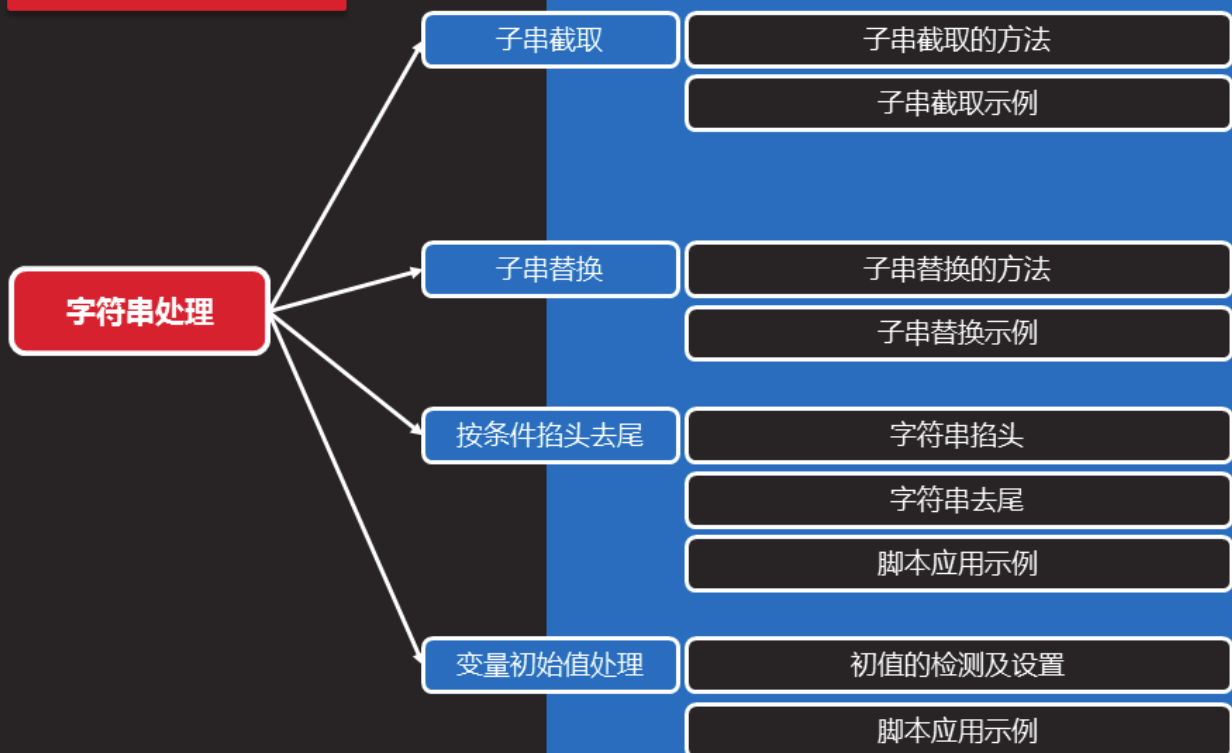 子串截取
子串截取的方法
子串截取示例
字符串处理
子串替换
子串替换的方法
子串替换示例
按条件掐头去尾
字符串掐头
字符串去尾
脚本应用示例
变量初始值处理
初值的检测及设置
脚本应用示例